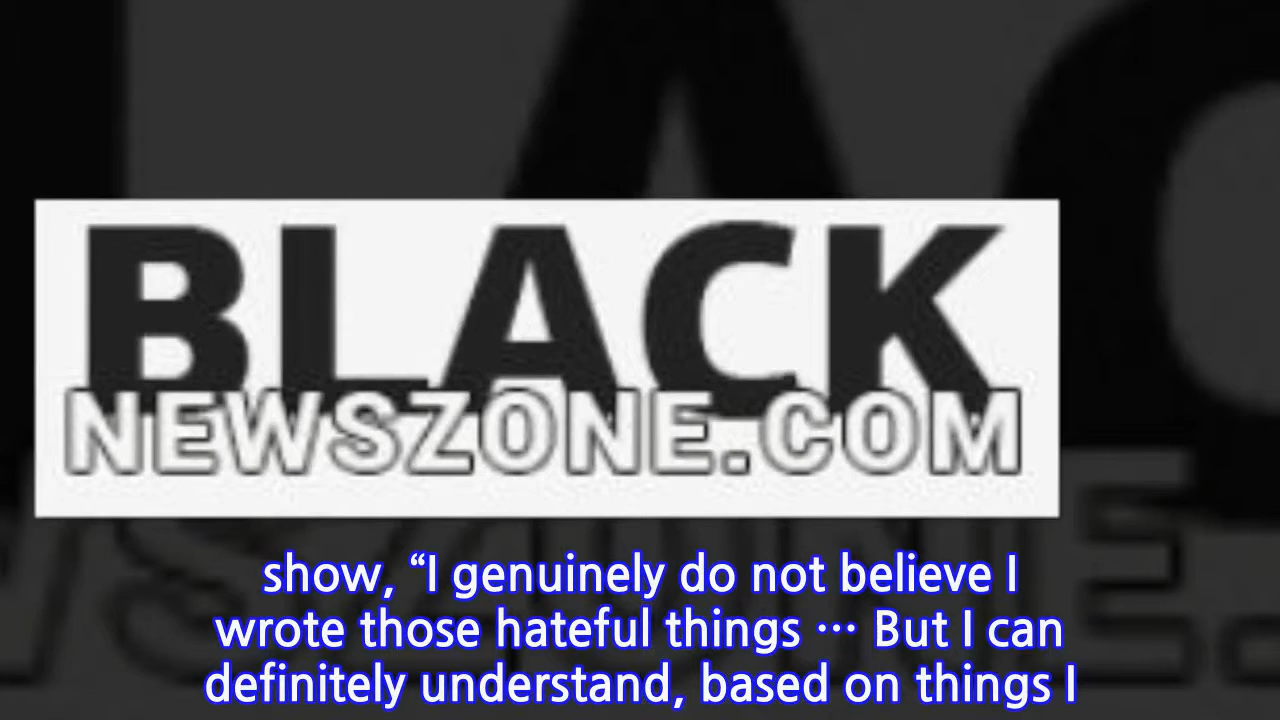 BLACK
NEWSZONE.COM
show, “I genuinely do not believe I
wrote those hateful things ··· But I can
definitely understand, based on things I